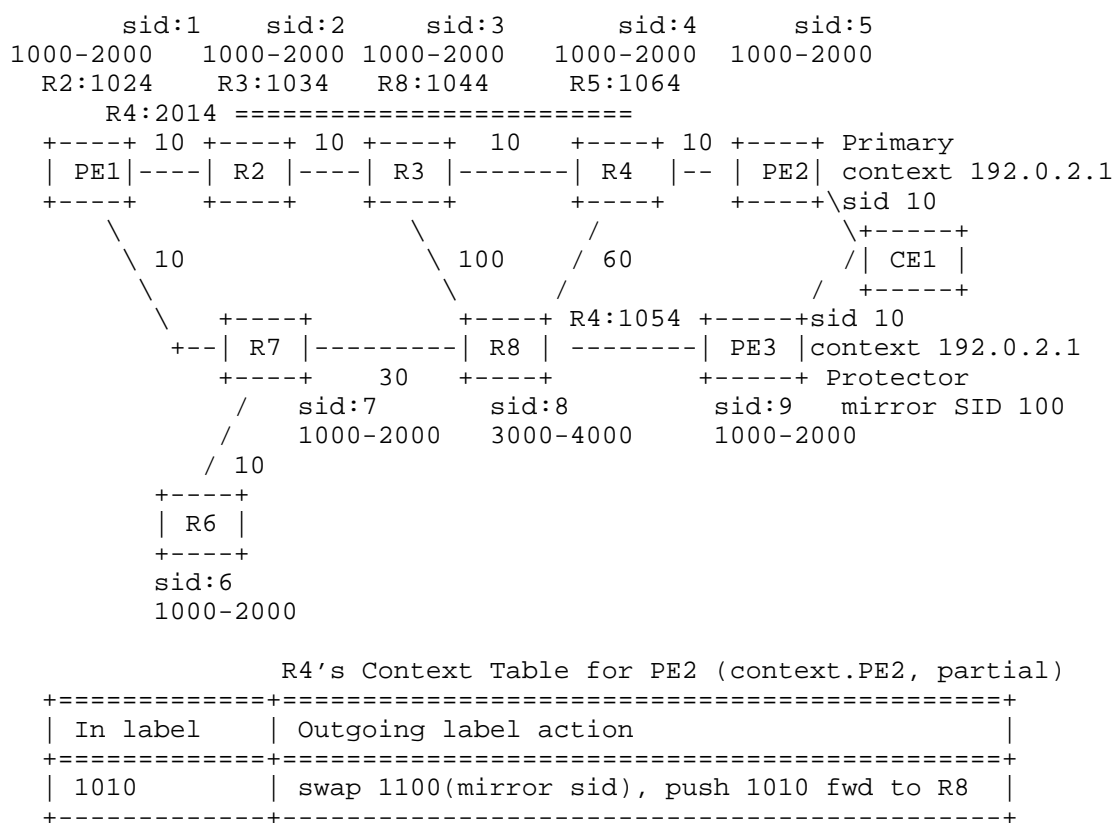 sid:1 sid:2 sid:3 sid:4 sid:5
1000-2000 1000-2000 1000-2000 1000-2000 1000-2000
R2:1024 R3:1034 R8:1044 R5:1064
R4:2014 =========================
+----+ 10 +----+ 10 +----+ 10 +----+ 10 +----+ Primary
| PE1|----| R2 |----| R3 |-------| R4 |-- | PE2| context 192.0.2.1
+----+ +----+ +----+ +----+ +----+\sid 10
\ \ / \+-----+
\ 10 \ 100 / 60 /| CE1 |
\ \ / / +-----+
\ +----+ +----+ R4:1054 +-----+sid 10
+--| R7 |---------| R8 | --------| PE3 |context 192.0.2.1
+----+ 30 +----+ +-----+ Protector
/ sid:7 sid:8 sid:9 mirror SID 100
/ 1000-2000 3000-4000 1000-2000
/ 10
+----+
| R6 |
+----+
sid:6
1000-2000
R4's Context Table for PE2 (context.PE2, partial)
+=============+=============================================+
| In label | Outgoing label action |
+=============+=============================================+
| 1010 | swap 1100(mirror sid), push 1010 fwd to R8 |
+-------------+---------------------------------------------+